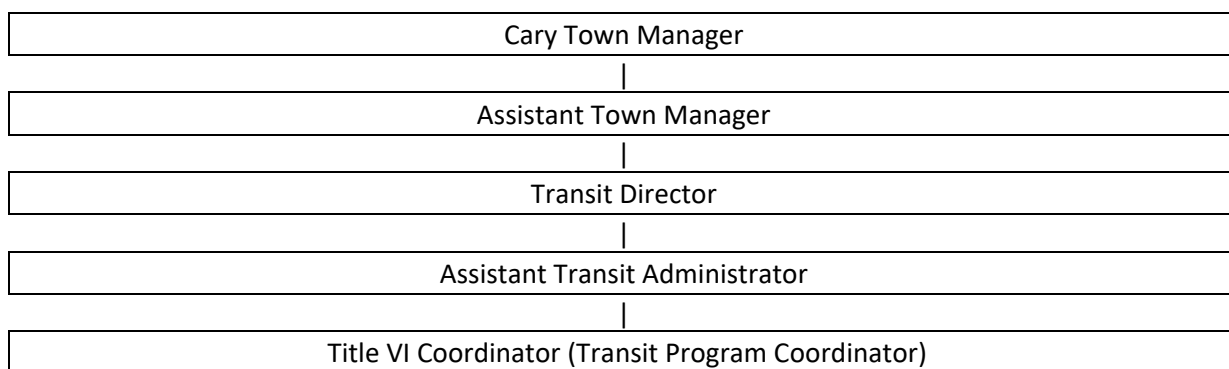 Cary Town Manager
Assistant Town Manager
Transit Director
Assistant Transit Administrator
Title VI Coordinator (Transit Program Coordinator)